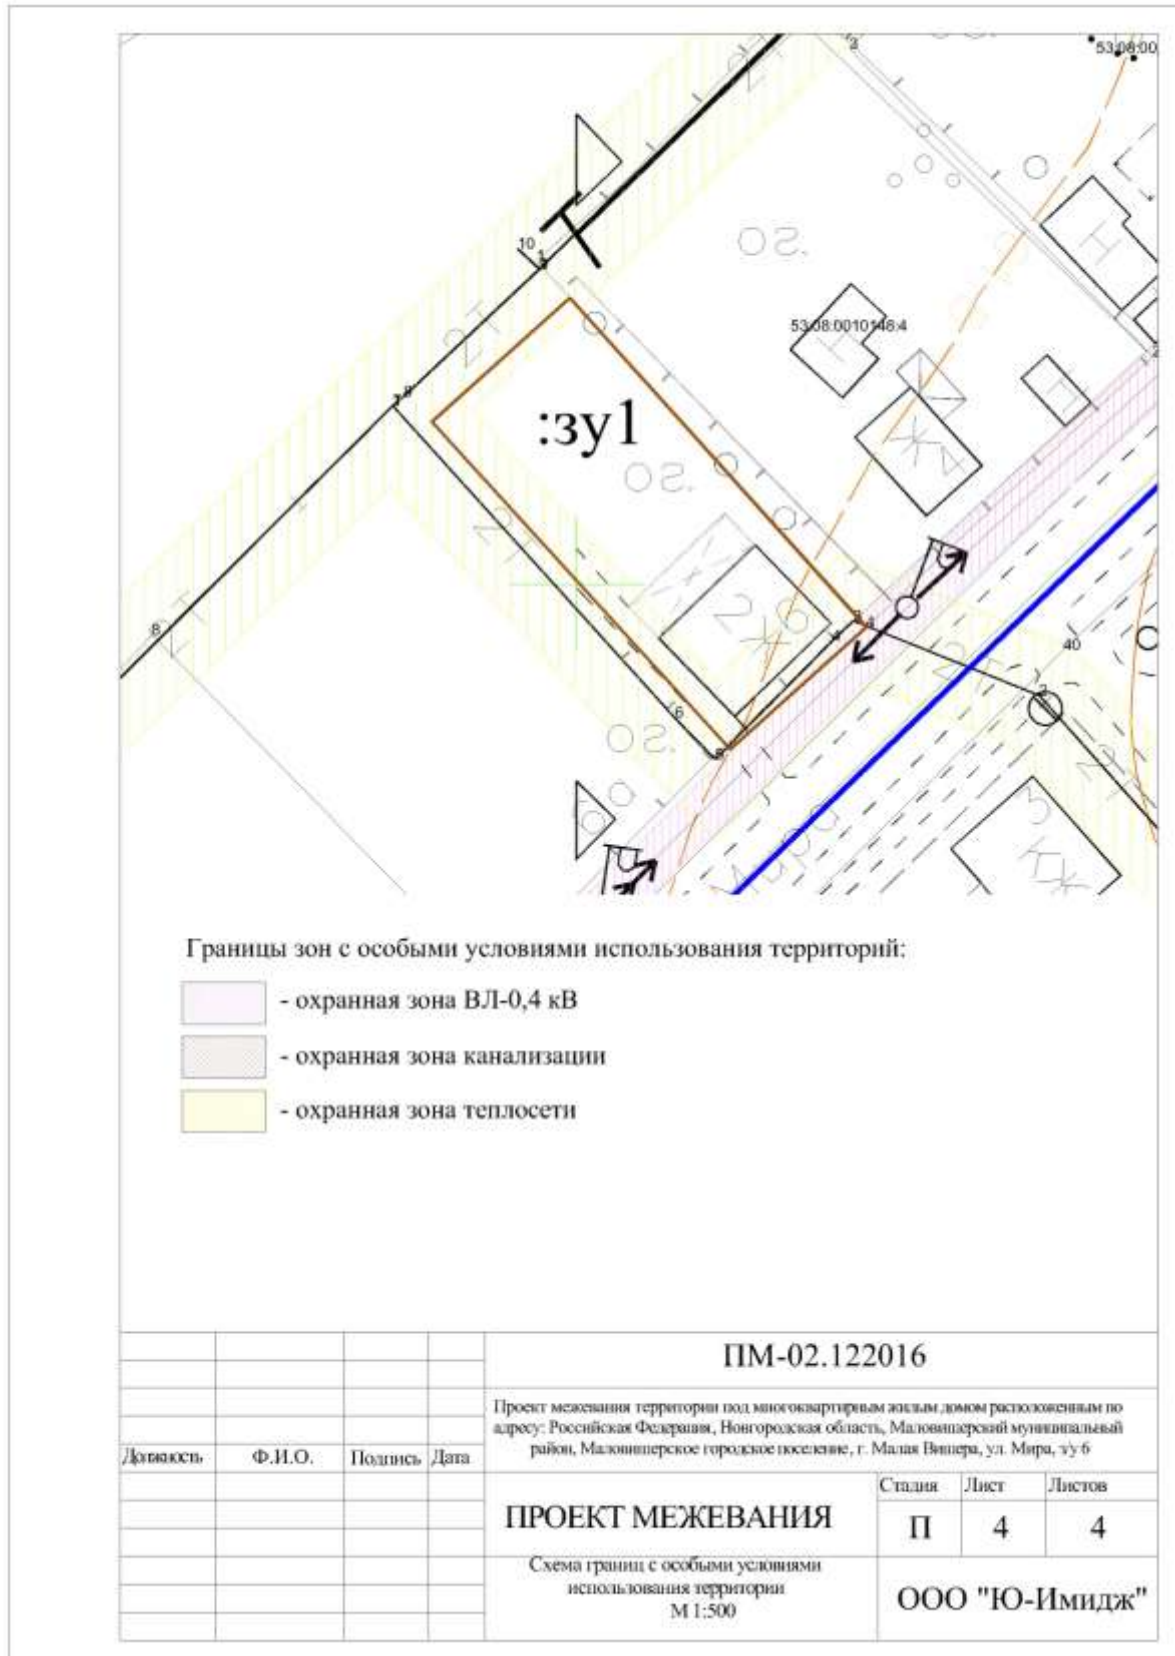 53:08:00
10
53:08:0010148:4
:зу1
8
40
6
Границы зон с особыми условиями использования территорий:
- охранная зона ВЛ-0,4 кВ
- охранная зона канализации
- охранная зона теплосети
ПМ-02.122016
Проект межевания территории под многоквартирным жилым домом расположенным по
адресу: Российская Федерация, Новгородская область, Маловишерский муниципальный
район, Маловишерское городское поселение, г. Малая Вишера, ул. Мира, з/у 6
Должность Ф.И.О. Подпись Дата
Стадия Лист Листов
ПРОЕКТ МЕЖЕВАНИЯ
П 4 4
Схема границ с особыми условиями
использования территории
М 1:500
ООО "Ю-Имидж"